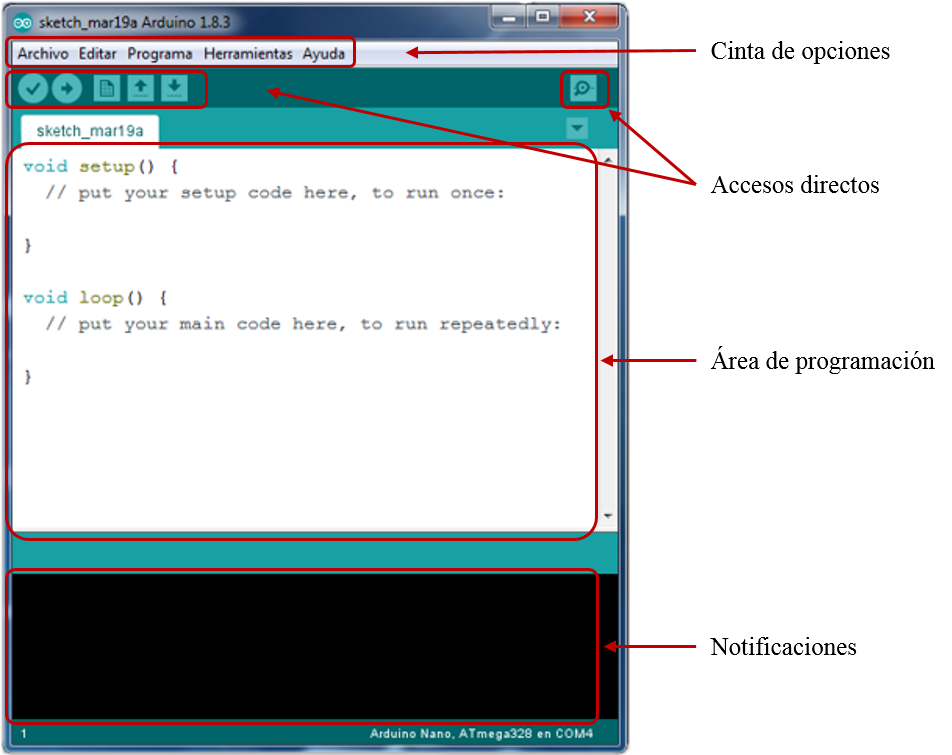 sketch_mar19a Arduino 1.8.3
Archivo Editar Programa Herramientas Ayuda
Cinta de opciones
sketch_mar19a
Accesos directos
void setup() {
  // put your setup code here, to run once:
}
void loop() {
  // put your main code here, to run repeatedly:
}
Área de programación
Notificaciones
1
Arduino Nano, ATmega328 en COM4